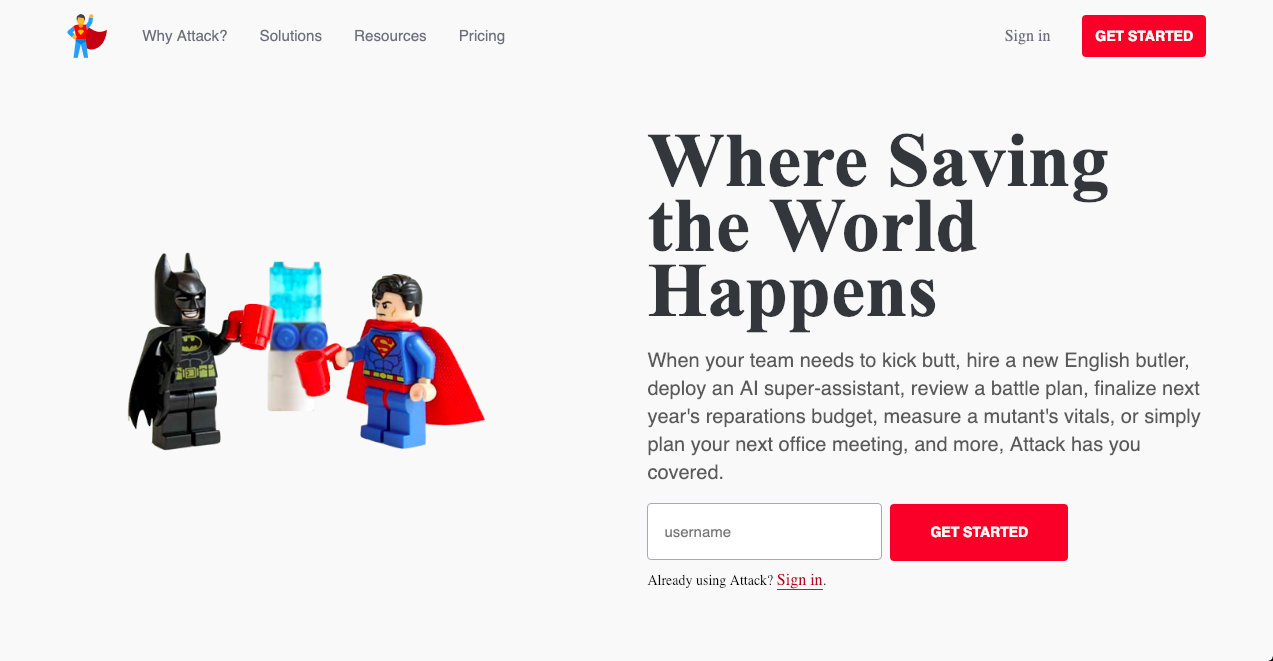 Why Attack?
Solutions
Resources
Pricing
Sign in
GET STARTED
Where Saving
the World
Happens
When your team needs to kick butt, hire a new English butler,
deploy an AI super-assistant, review a battle plan, finalize next
year's reparations budget, measure a mutant's vitals, or simply
plan your next office meeting, and more, Attack has you
covered.
username
GET STARTED
Already using Attack? Sign in.